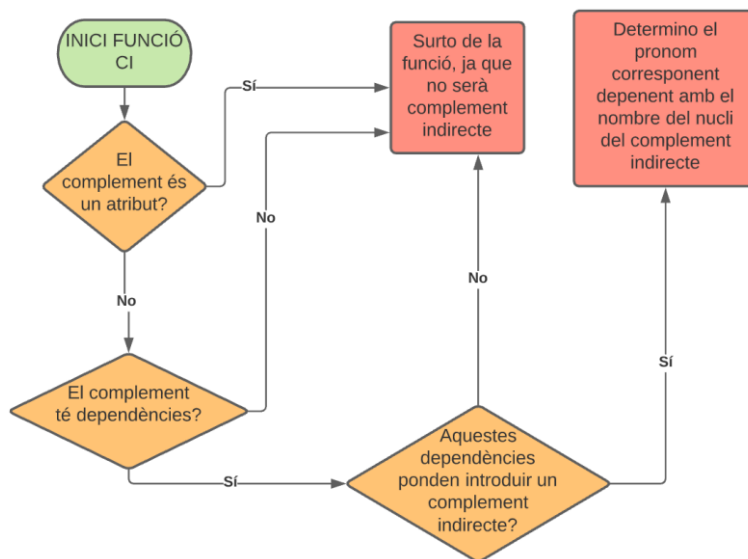 INICI FUNCIÓ
CI
Surto de la
funció, ja que
no serà
complement
indirecte
Determino el
pronom
corresponent
depenent amb el
nombre del nucli
del complement
indirecte
Sí
El
complement és
un atribut?
No
No
No
Sí
El complement
té dependències?
Aquestes
dependències
ponden introduir un
complement
indirecte?
Sí